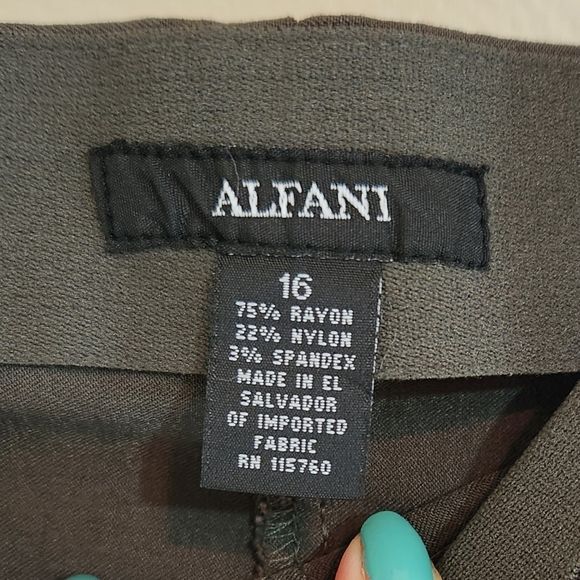 ALFANI
16
75% RAYON
22% NYLON
3% SPANDEX
MADE IN EL
SALVADOR
OF IMPORTED
FABRIC
RN 115760